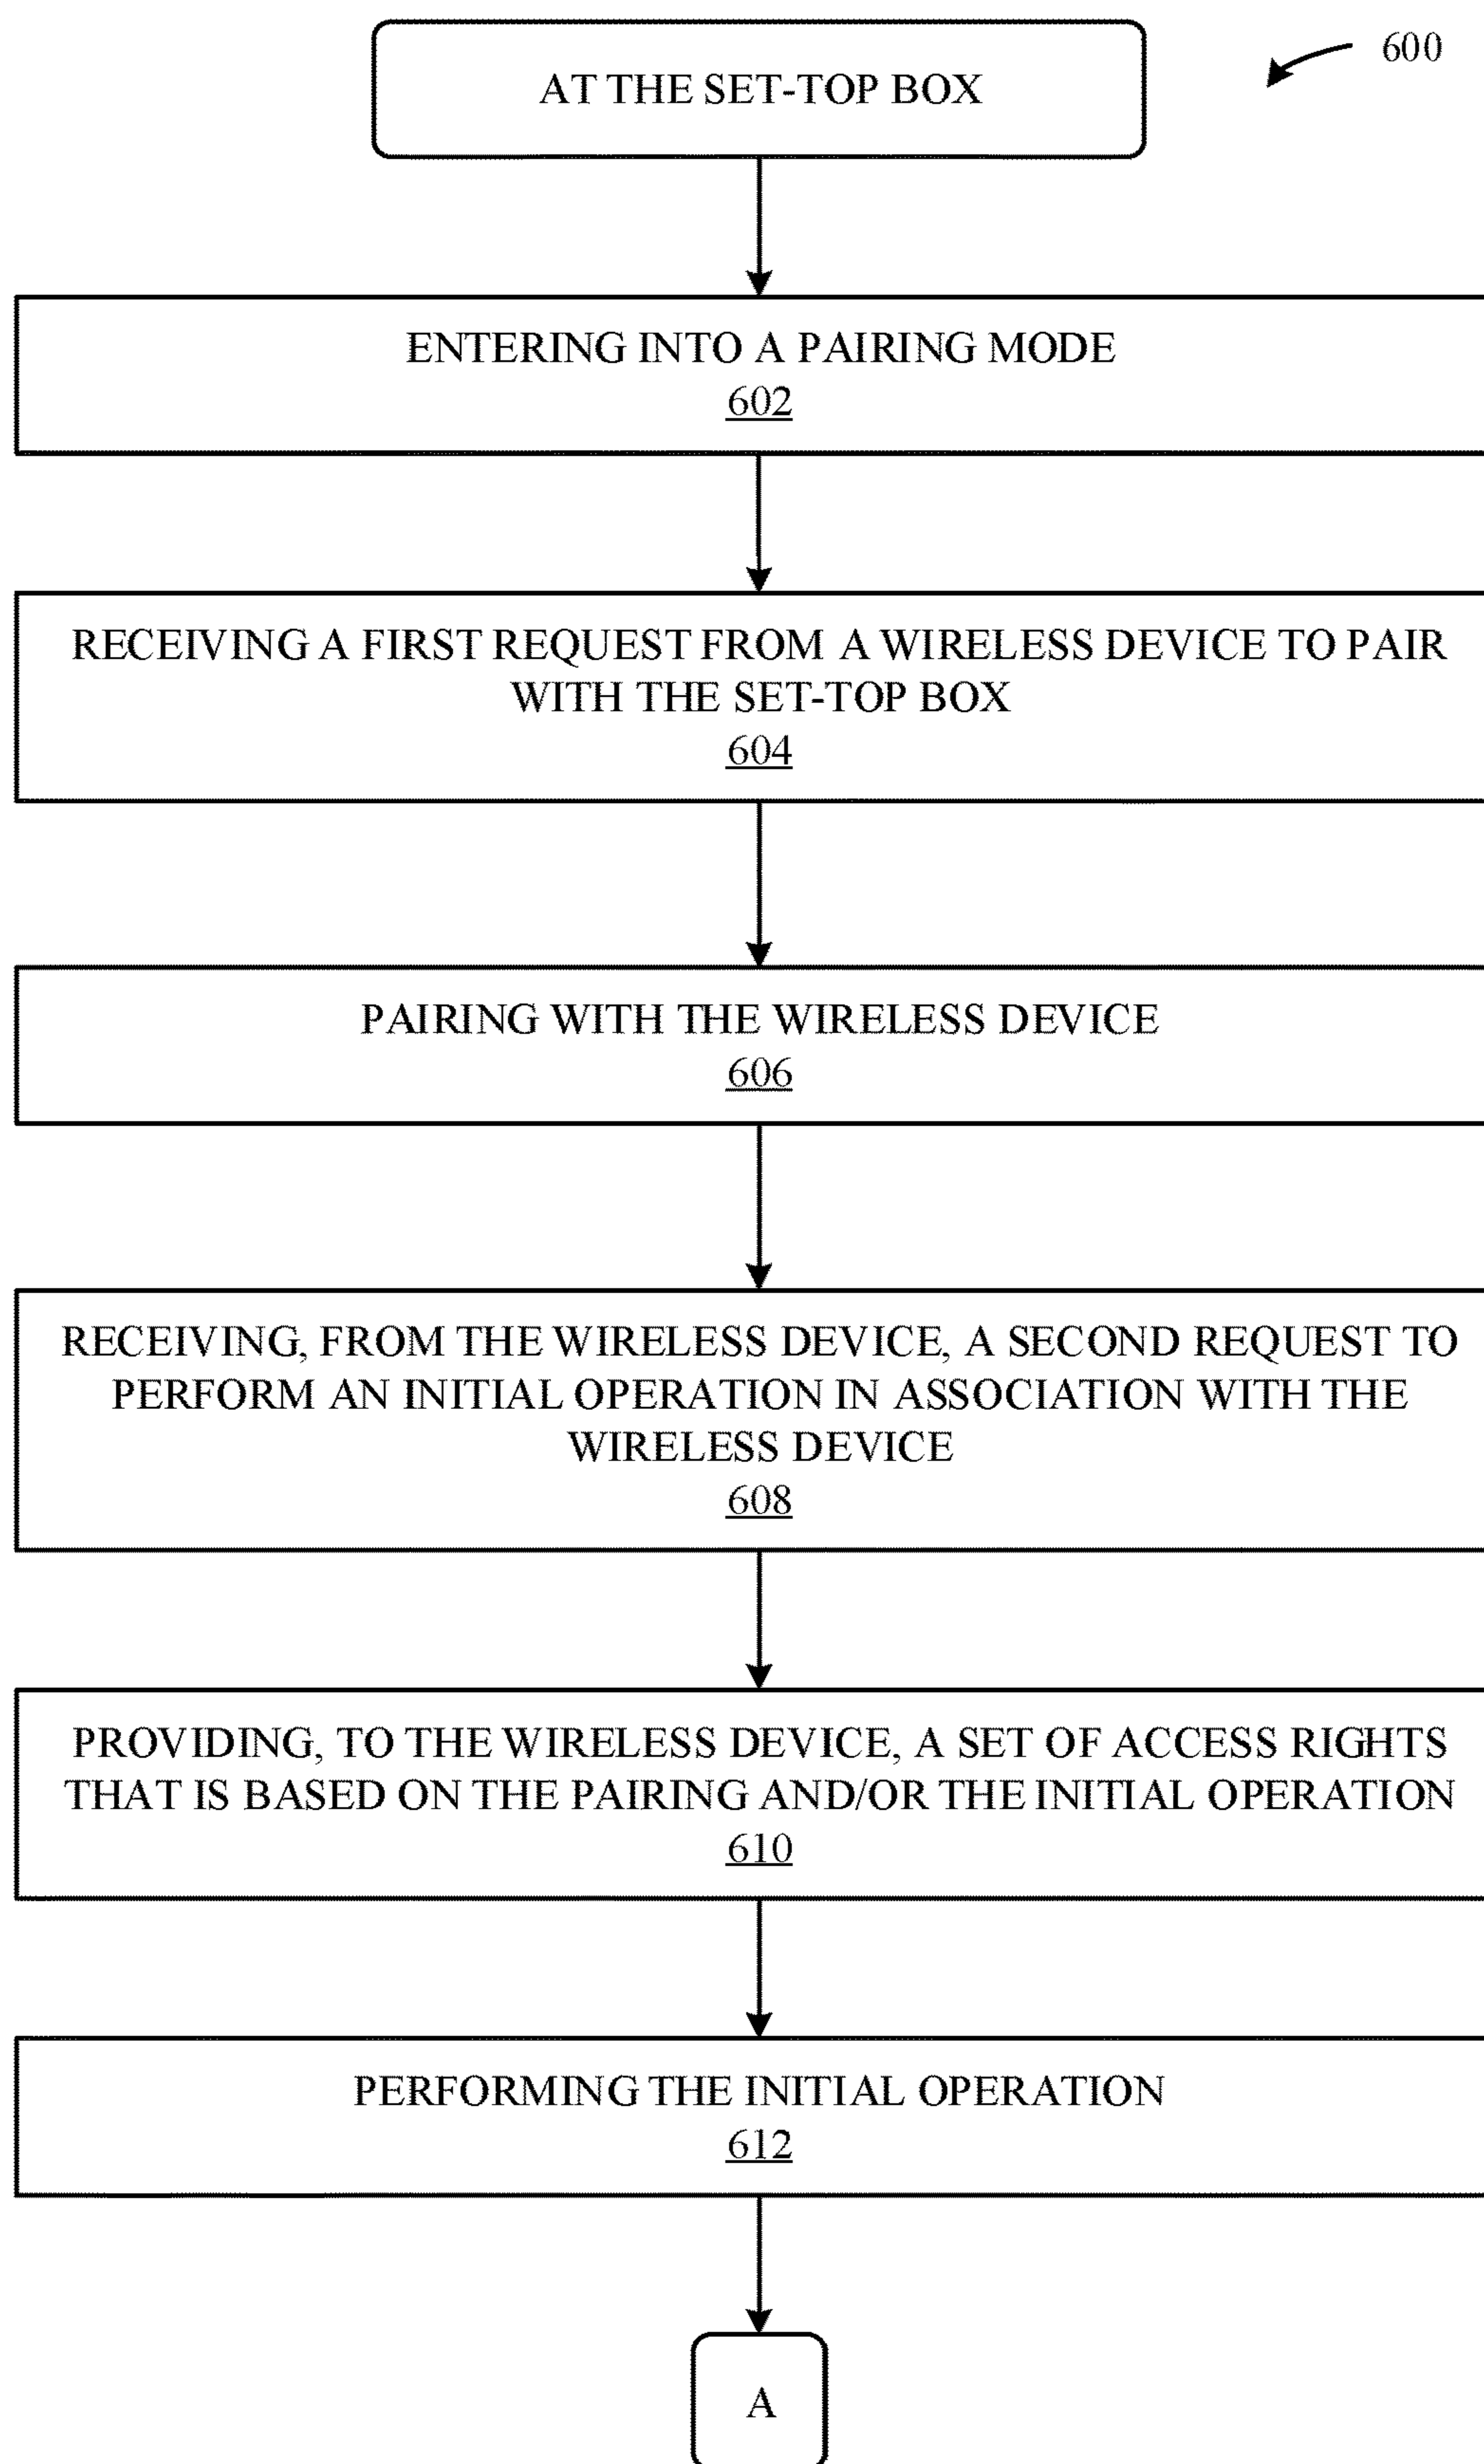 AT THE SET-TOP BOX
600
ENTERING INTO A PAIRING MODE
602
RECEIVING A FIRST REQUEST FROM A WIRELESS DEVICE TO PAIR
WITH THE SET-TOP BOX
604
PAIRING WITH THE WIRELESS DEVICE
606
RECEIVING, FROM THE WIRELESS DEVICE, A SECOND REQUEST TO
PERFORM AN INITIAL OPERATION IN ASSOCIATION WITH THE
WIRELESS DEVICE
608
PROVIDING, TO THE WIRELESS DEVICE, A SET OF ACCESS RIGHTS
THAT IS BASED ON THE PAIRING AND/OR THE INITIAL OPERATION
610
PERFORMING THE INITIAL OPERATION
612
A